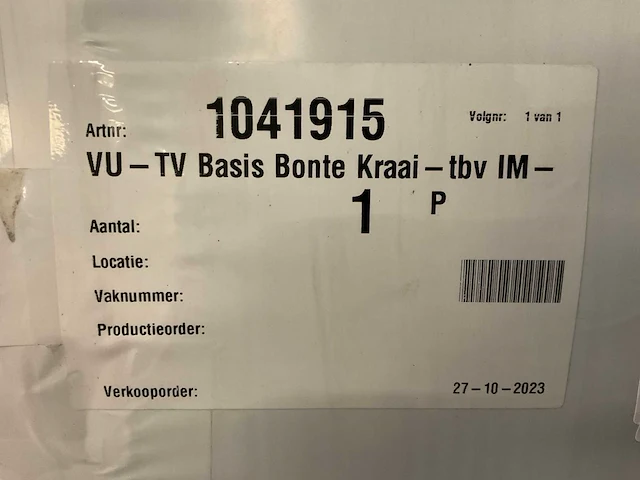 Artnr: 1041915 Volgnr: 1 van 1
VU – TV Basis Bonte Kraai – tbv IM –
Aantal: 1 P
Locatie:
Vaknummer:
Productieorder:
Verkooporder: 27-10-2023